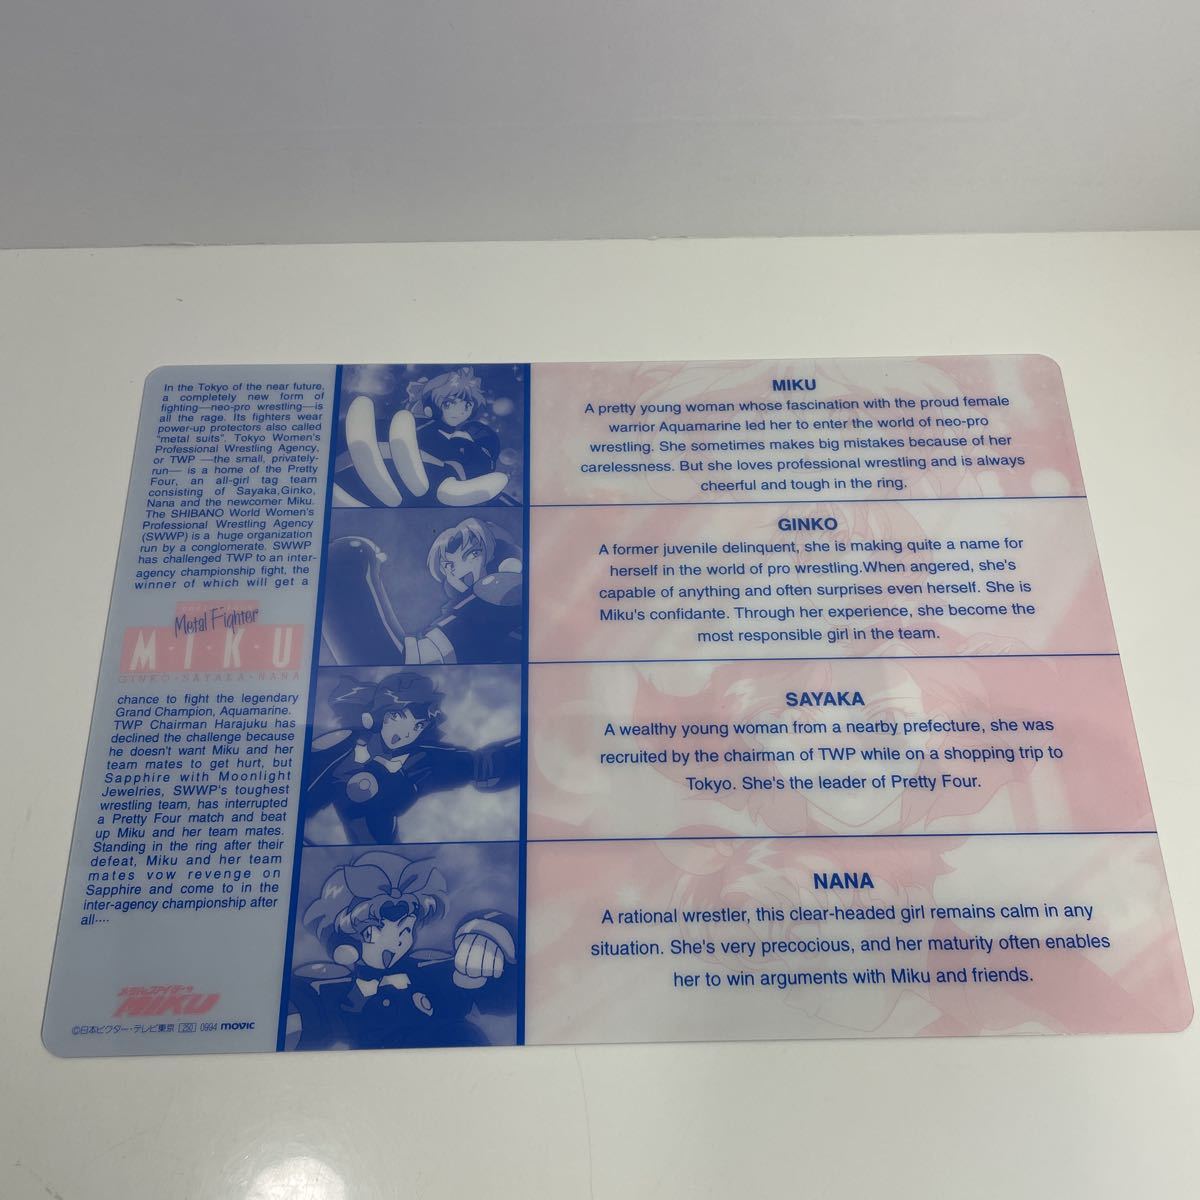 In the Tokyo of the near future,
a completely new form of
fighting—neo-pro wrestling—is
all the rage. Its fighters wear
power-up protectors also called
"metal suits". Tokyo Women's
Professional Wrestling Agency,
or TWP —the small, privately-
run— is a home of the Pretty
Four, an all-girl tag team
consisting of Sayaka,Ginko,
Nana and the newcomer Miku.
The SHIBANO World Women's
Professional Wrestling Agency
(SWWP) is a huge organization
run by a conglomerate. SWWP
has challenged TWP to an inter-
agency championship fight, the
winner of which will get a
Metal Fighter
M·I·K·U
GINKO·SAYAKA·NANA
chance to fight the legendary
Grand Champion, Aquamarine.
TWP Chairman Harajuku has
declined the challenge because
he doesn't want Miku and her
team mates to get hurt, but
Sapphire with Moonlight
Jewelries, SWWP's toughest
wrestling team, has interrupted
a Pretty Four match and beat
up Miku and her team mates.
Standing in the ring after their
defeat, Miku and her team
mates vow revenge on
Sapphire and come to in the
inter-agency championship after
all····
メタルファイター
MIKU
©日本ビクター・テレビ東京 250 0994 movic
MIKU
A pretty young woman whose fascination with the proud female
warrior Aquamarine led her to enter the world of neo-pro
wrestling. She sometimes makes big mistakes because of her
carelessness. But she loves professional wrestling and is always
cheerful and tough in the ring.
GINKO
A former juvenile delinquent, she is making quite a name for
herself in the world of pro wrestling.When angered, she's
capable of anything and often surprises even herself. She is
Miku's confidante. Through her experience, she become the
most responsible girl in the team.
SAYAKA
A wealthy young woman from a nearby prefecture, she was
recruited by the chairman of TWP while on a shopping trip to
Tokyo. She's the leader of Pretty Four.
NANA
A rational wrestler, this clear-headed girl remains calm in any
situation. She's very precocious, and her maturity often enables
her to win arguments with Miku and friends.